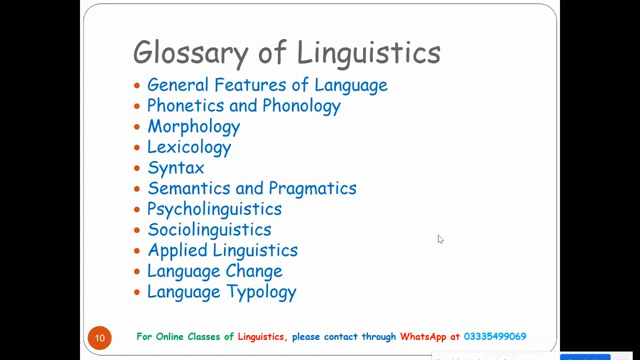 Glossary of Linguistics
General Features of Language
Phonetics and Phonology
Morphology
Lexicology
Syntax
Semantics and Pragmatics
Psycholinguistics
Sociolinguistics
Applied Linguistics
Language Change
Language Typology
10 For Online Classes of Linguistics, please contact through WhatsApp at 03335499069